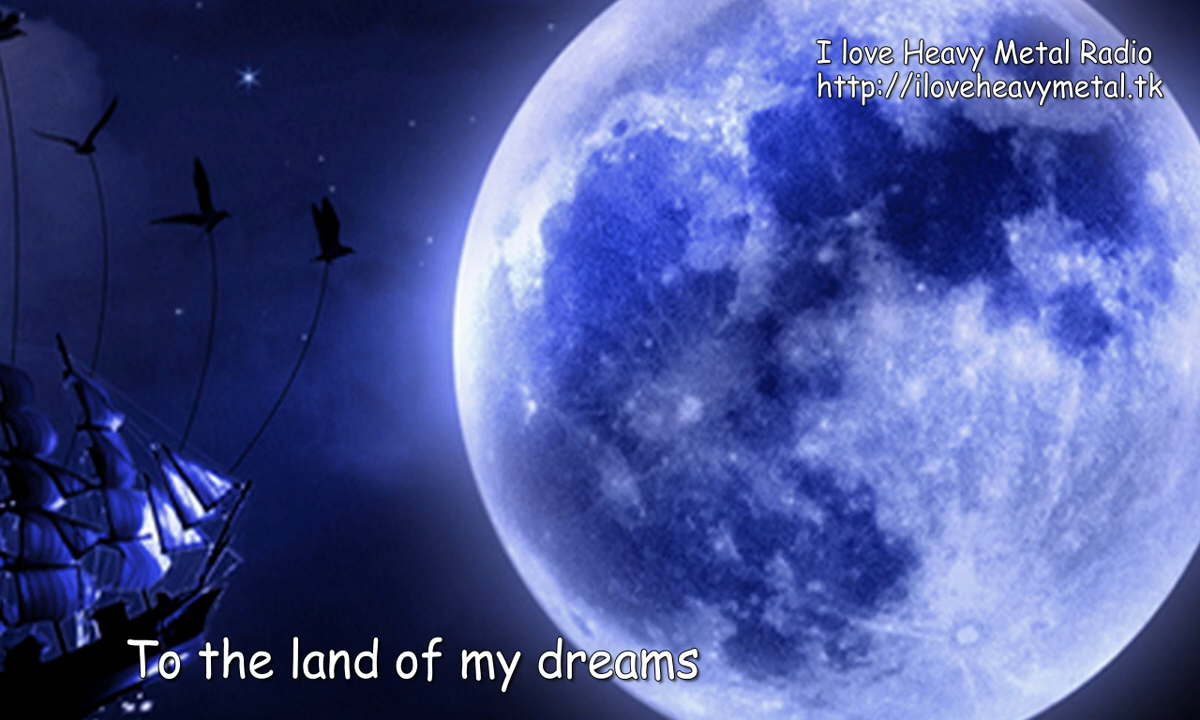 I love Heavy Metal Radio
http://iloveheavymetal.tk
To the land of my dreams